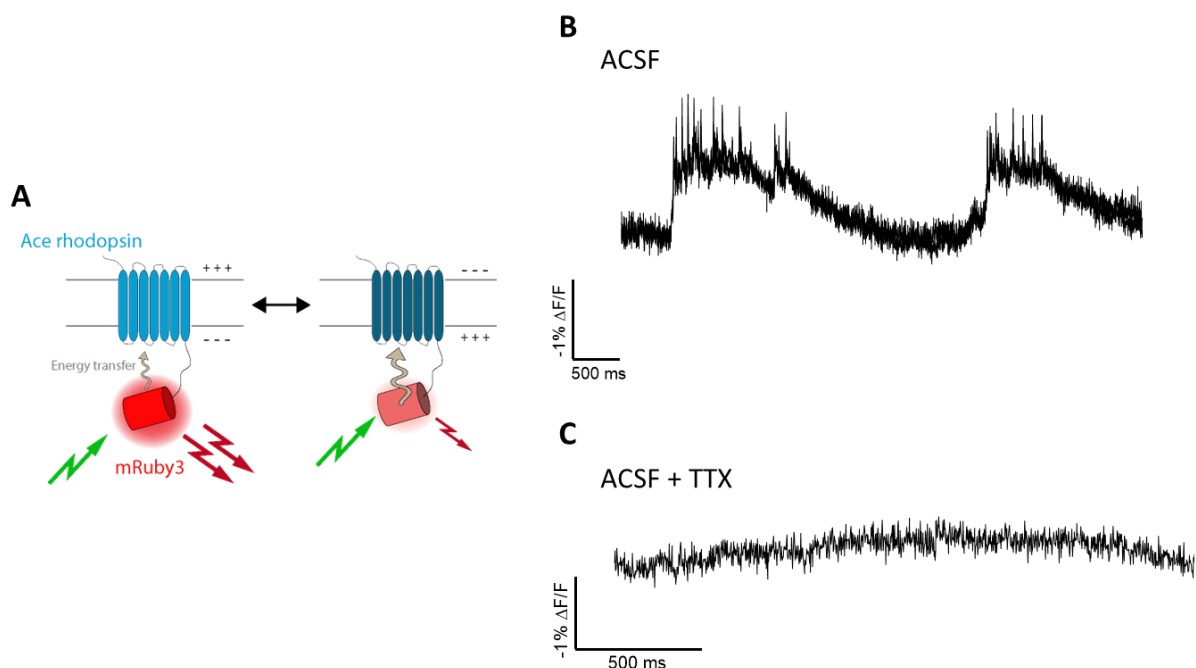 A
Ace rhodopsin
+++
---
Energy transfer
mRuby3
---
+++
B
ACSF
-1% ΔF/F
500 ms
C
ACSF + TTX
-1% ΔF/F
500 ms